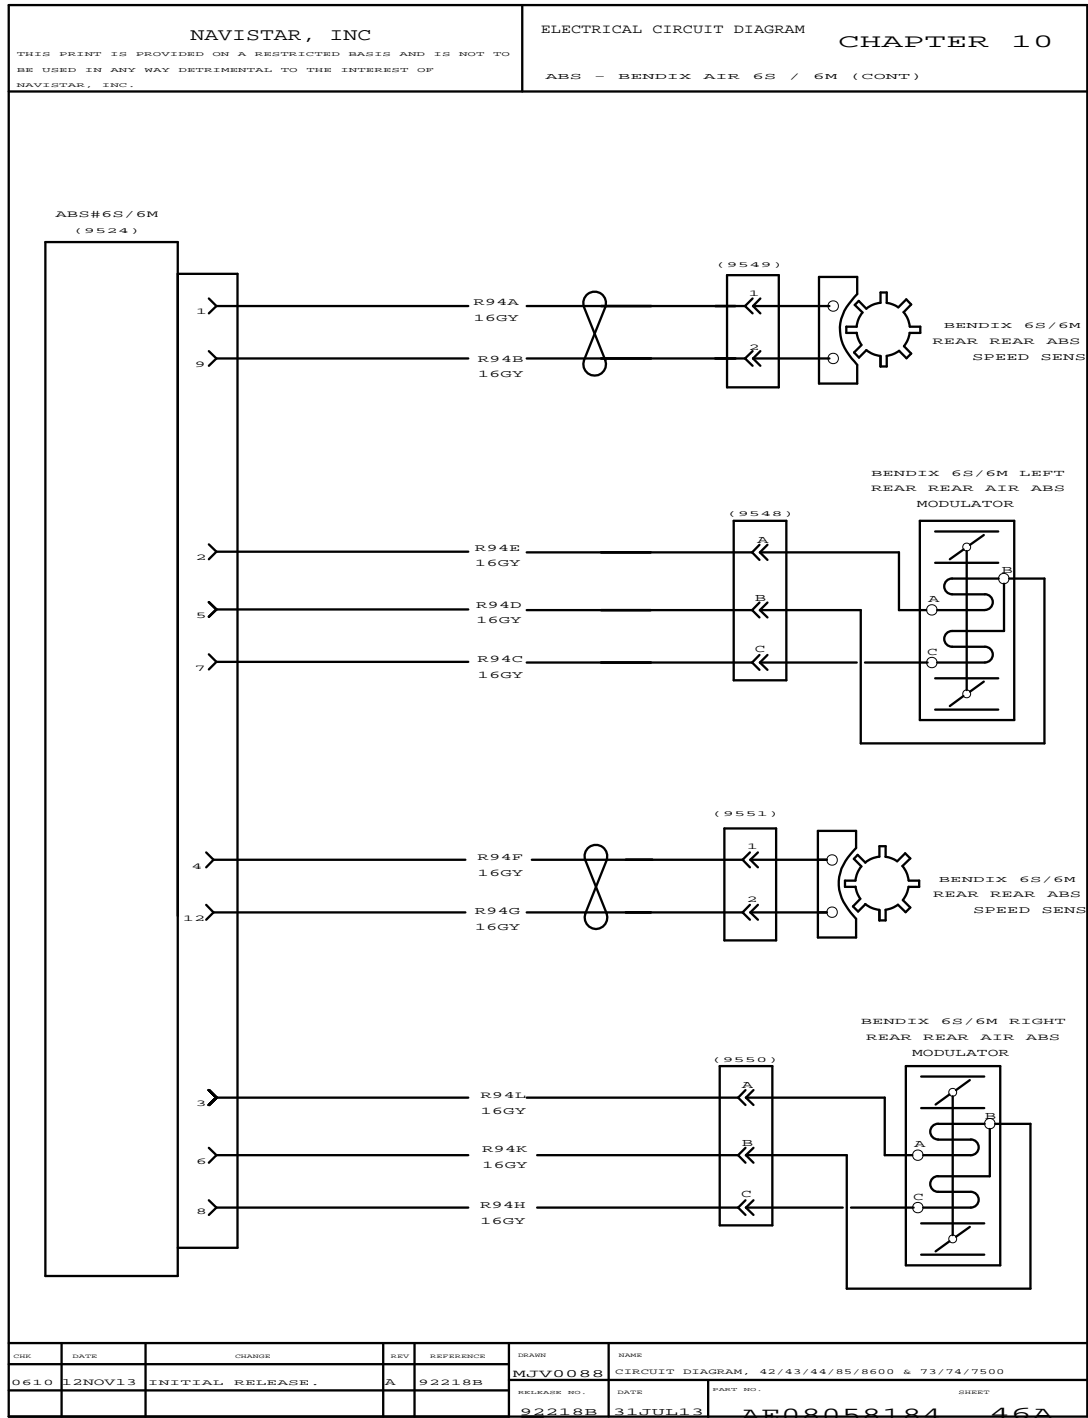 NAVISTAR, INC
THIS PRINT IS PROVIDED ON A RESTRICTED BASIS AND IS NOT TO
BE USED IN ANY WAY DETRIMENTAL TO THE INTEREST OF
NAVISTAR, INC.
ELECTRICAL CIRCUIT DIAGRAM
CHAPTER 10
ABS - BENDIX AIR 6S / 6M (CONT)
ABS#6S/6M
(9524)
(9549)
1
R94A
16GY
1
9
R94B
16GY
2
BENDIX 6S/6M
REAR REAR ABS
SPEED SENS
BENDIX 6S/6M LEFT
REAR REAR AIR ABS
MODULATOR
(9548)
2
R94E
16GY
A
B
5
R94D
16GY
B
A
7
R94C
16GY
C
C
(9551)
4
R94F
16GY
1
12
R94G
16GY
2
BENDIX 6S/6M
REAR REAR ABS
SPEED SENS
BENDIX 6S/6M RIGHT
REAR REAR AIR ABS
MODULATOR
(9550)
3
R94L
16GY
A
B
6
R94K
16GY
B
A
8
R94H
16GY
C
C
CHK DATE CHANGE REV REFERENCE DRAWN NAME
0610 12NOV13 INITIAL RELEASE. A 92218B MJV0088 CIRCUIT DIAGRAM, 42/43/44/85/8600 & 73/74/7500
RELEASE NO. DATE PART NO. SHEET
92218B 31JUL13 AE08058184 46A